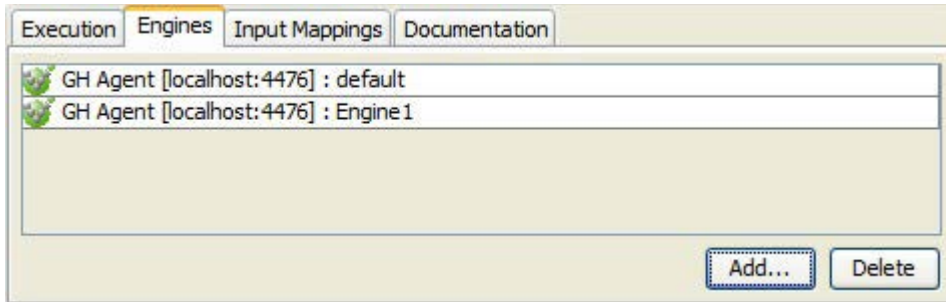 Execution Engines Input Mappings Documentation
GH Agent [localhost:4476] : default
GH Agent [localhost:4476] : Engine1
Add... Delete